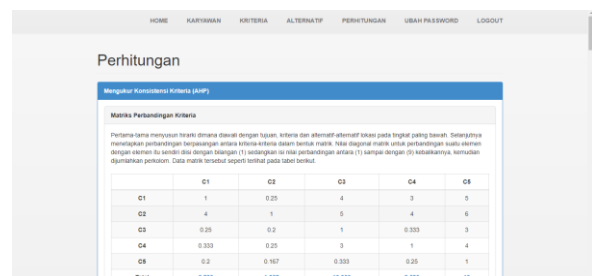 HOME KARYAWAN KRITERIA ALTERNATIF PERHITUNGAN UBAH PASSWORD LOGOUT
Perhitungan
Mengukur Konsistensi Kriteria (AHP)
Matriks Perbandingan Kriteria
Pertama-tama menyusun hirarki dimana diawali dengan tujuan, kriteria dan alternatif-alternatif lokasi pada tingkat paling bawah. Selanjutnya
menetapkan perbandingan berpasangan antara kriteria-kriteria dalam bentuk matrik. Nilai diagonal matrik untuk perbandingan suatu elemen
dengan elemen itu sendiri diisi dengan bilangan (1) sedangkan isi nilai perbandingan antara (1) sampai dengan (9) kebalikannya, kemudian
dijumlahkan perkolom. Data matrik tersebut seperti terlihat pada tabel berikut.
C1 C2 C3 C4 C5
C1 1 0.25 4 3 5
C2 4 1 5 4 6
C3 0.25 0.2 1 0.333 3
C4 0.333 0.25 3 1 4
C5 0.2 0.167 0.333 0.25 1